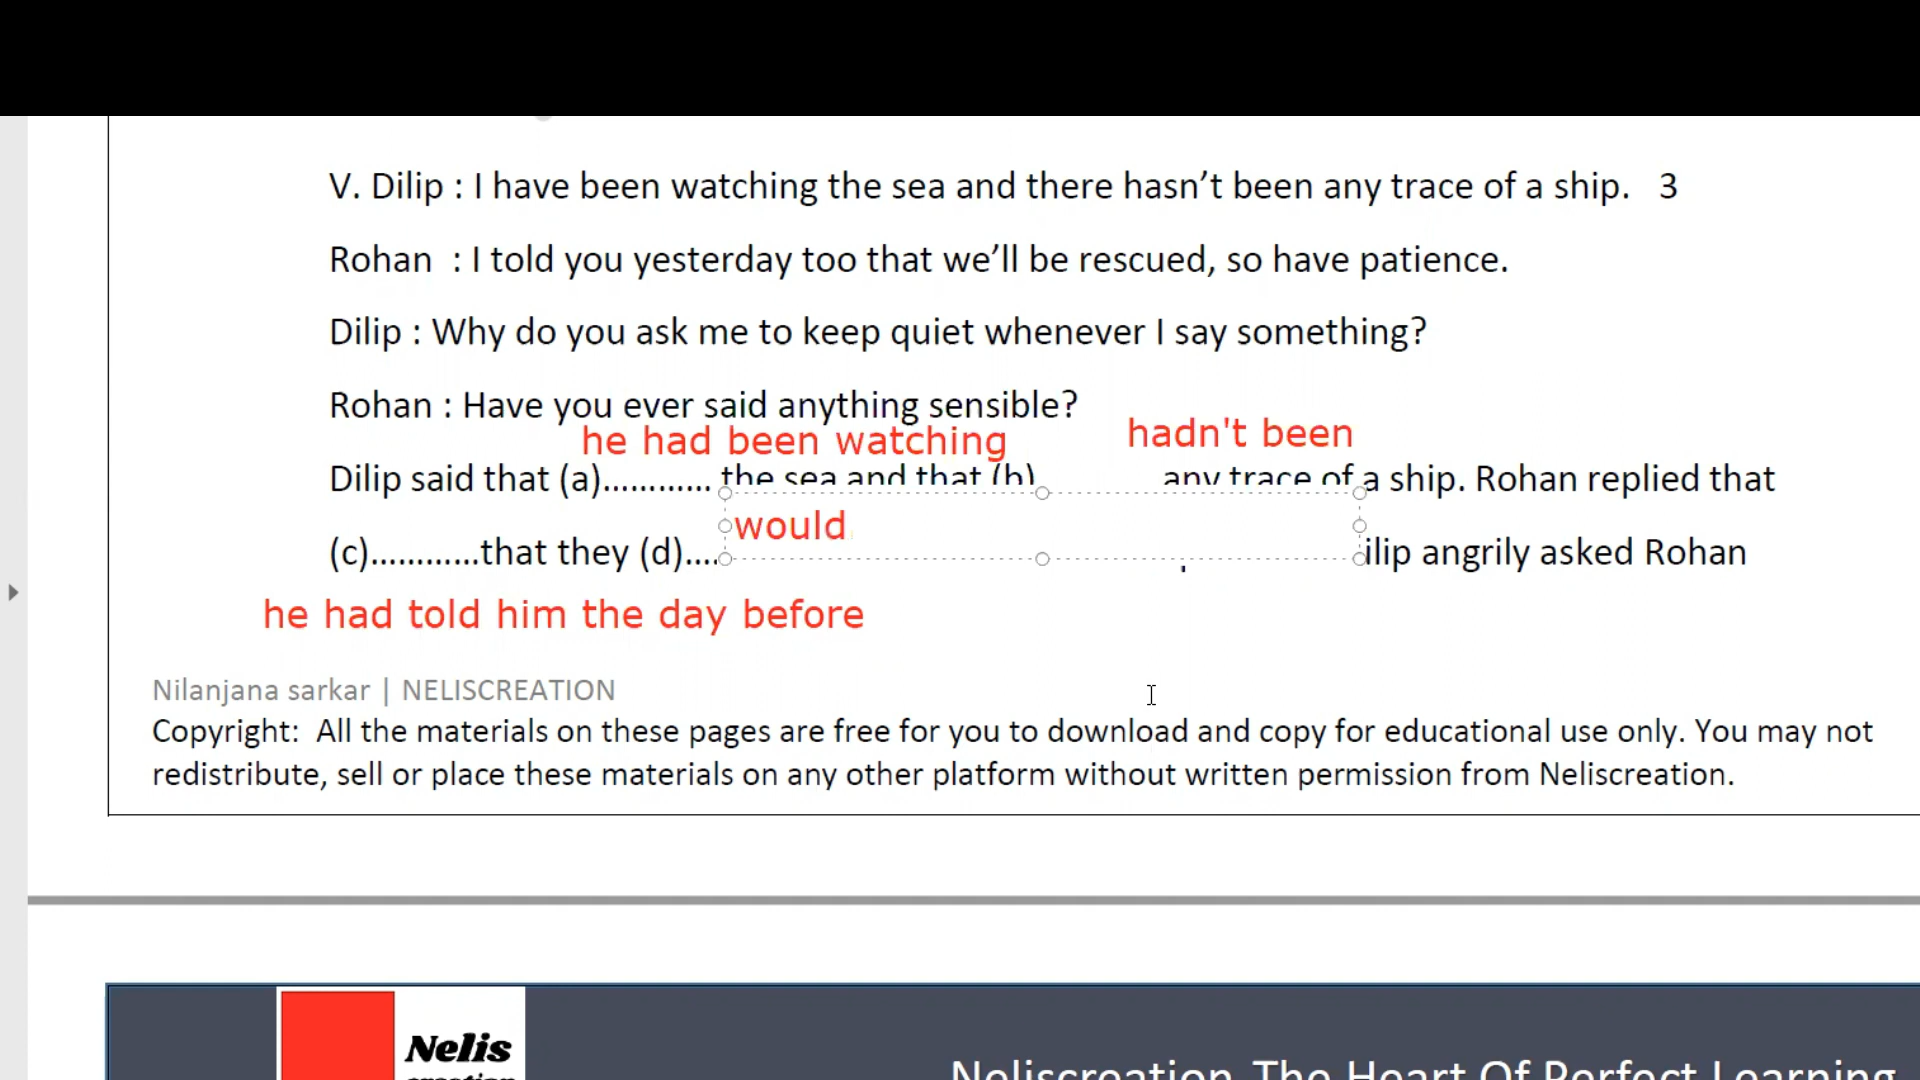 V. Dilip : I have been watching the sea and there hasn't been any trace of a ship. 3
Rohan : I told you yesterday too that we'll be rescued, so have patience.
Dilip : Why do you ask me to keep quiet whenever I say something?
Rohan : Have you ever said anything sensible?
he had been watching hadn't been
Dilip said that (a)............ the sea and that (b) any trace of a ship. Rohan replied that
would
(c)............that they (d).... ilip angrily asked Rohan
he had told him the day before
Nilanjana sarkar | NELISCREATION
Copyright: All the materials on these pages are free for you to download and copy for educational use only. You may not
redistribute, sell or place these materials on any other platform without written permission from Neliscreation.
Nelis
creation
Neliscreation-The Heart Of Perfect Learning